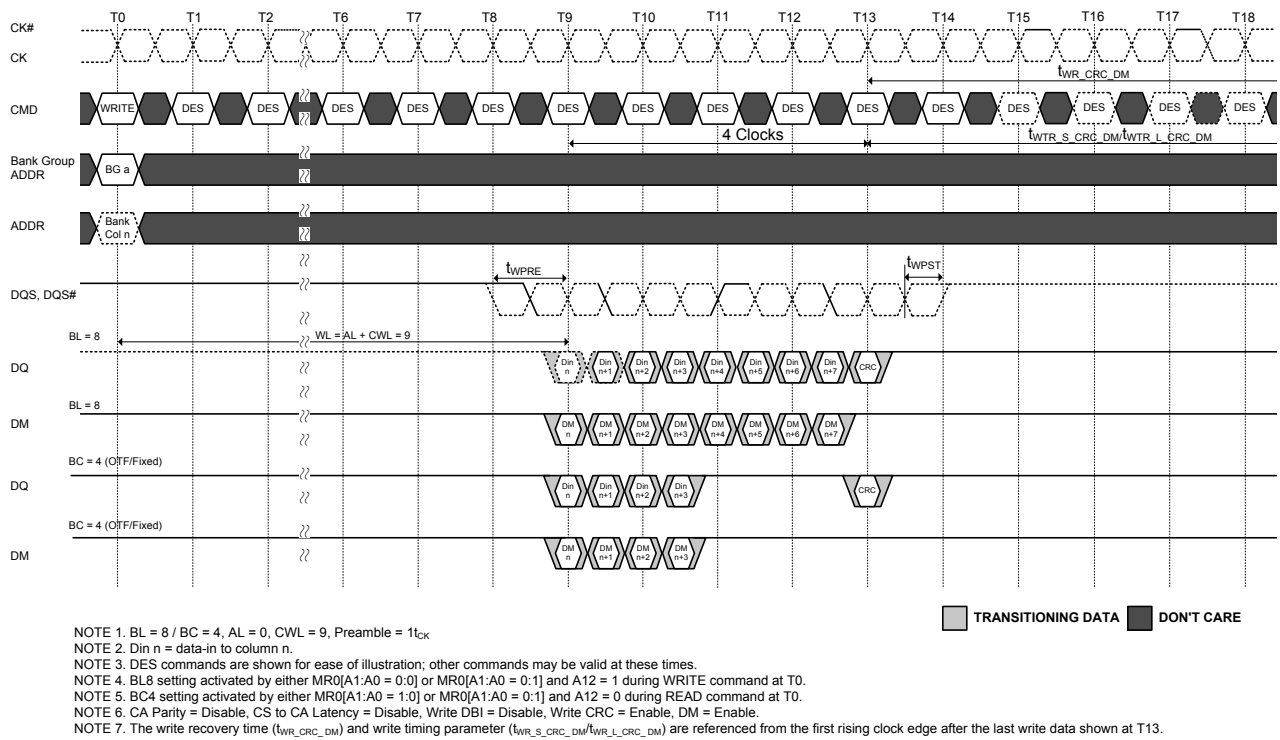 T0 T1 T2 T6 T7 T8 T9 T10 T11 T12 T13 T14 T15 T16 T17 T18
CK#
CK
tWR_CRC_DM
CMD WRITE DES DES DES DES DES DES DES DES DES DES DES DES DES DES DES
4 Clocks tWTR_S_CRC_DM/tWTR_L_CRC_DM
Bank Group
ADDR BG a
ADDR Bank
Col n
tWPRE tWPST
DQS, DQS#
BL = 8 WL = AL + CWL = 9
DQ Din n Din n+1 Din n+2 Din n+3 Din n+4 Din n+5 Din n+6 Din n+7 CRC
BL = 8
DM DM n DM n+1 DM n+2 DM n+3 DM n+4 DM n+5 DM n+6 DM n+7
BC = 4 (OTF/Fixed)
DQ Din n Din n+1 Din n+2 Din n+3 CRC
BC = 4 (OTF/Fixed)
DM DM n DM n+1 DM n+2 DM n+3
TRANSITIONING DATA DON'T CARE
NOTE 1. BL = 8 / BC = 4, AL = 0, CWL = 9, Preamble = 1tCK
NOTE 2. Din n = data-in to column n.
NOTE 3. DES commands are shown for ease of illustration; other commands may be valid at these times.
NOTE 4. BL8 setting activated by either MR0[A1:A0 = 0:0] or MR0[A1:A0 = 0:1] and A12 = 1 during WRITE command at T0.
NOTE 5. BC4 setting activated by either MR0[A1:A0 = 1:0] or MR0[A1:A0 = 0:1] and A12 = 0 during READ command at T0.
NOTE 6. CA Parity = Disable, CS to CA Latency = Disable, Write DBI = Disable, Write CRC = Enable, DM = Enable.
NOTE 7. The write recovery time (tWR_CRC_DM) and write timing parameter (tWR_S_CRC_DM/tWR_L_CRC_DM) are referenced from the first rising clock edge after the last write data shown at T13.